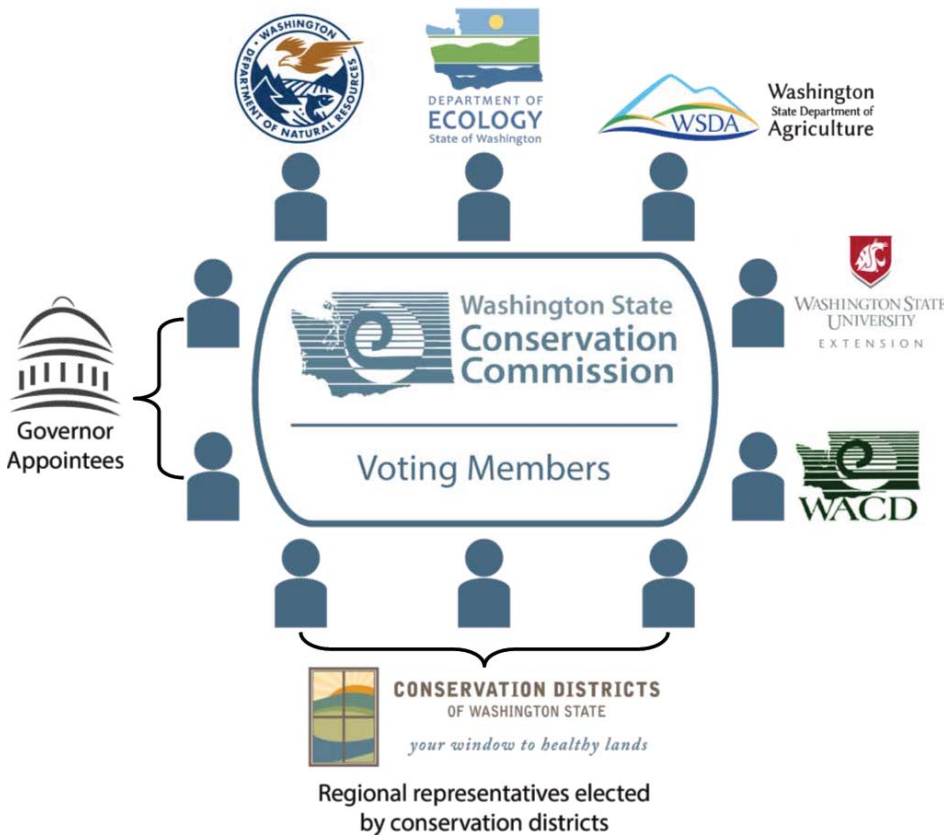 WASHINGTON
DEPARTMENT OF NATURAL RESOURCES
DEPARTMENT OF
ECOLOGY
State of Washington
WSDA
Washington
State Department of
Agriculture
Washington State
Conservation
Commission
Voting Members
WASHINGTON STATE
UNIVERSITY
EXTENSION
Governor
Appointees
WACD
CONSERVATION DISTRICTS
OF WASHINGTON STATE
your window to healthy lands
Regional representatives elected
by conservation districts